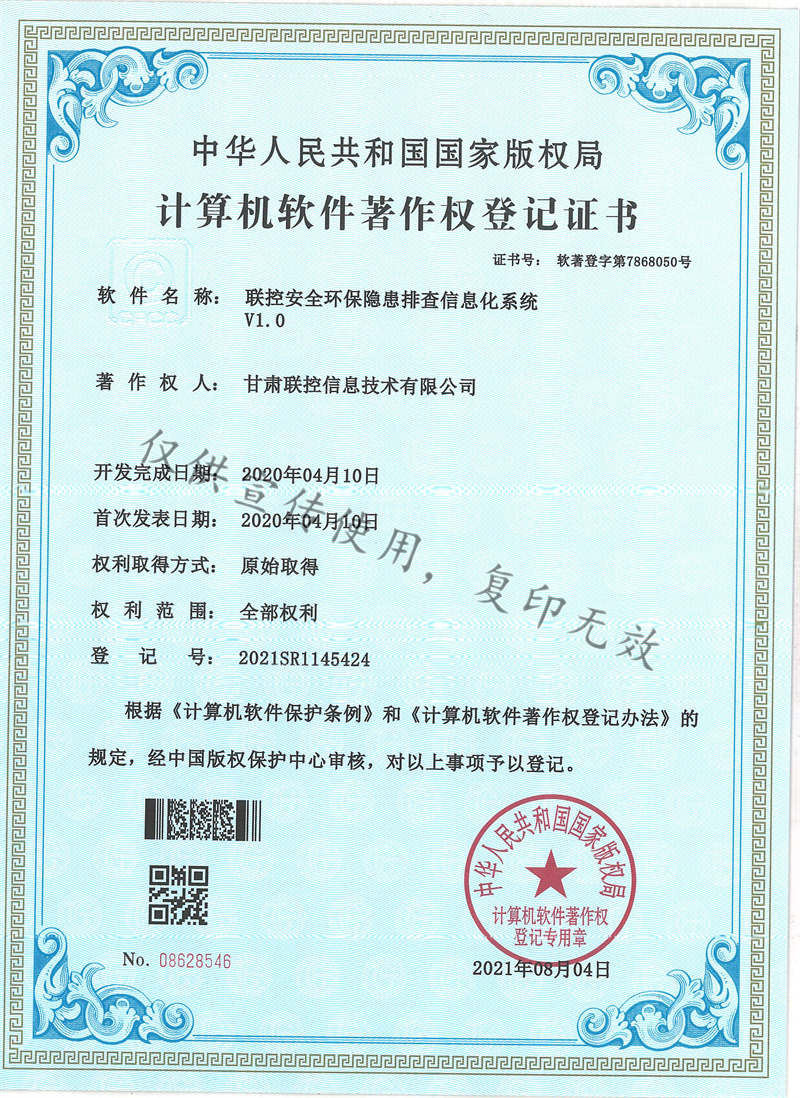 中华人民共和国国家版权局
计算机软件著作权登记证书
证书号： 软著登字第7868050号
软件名称： 联控安全环保隐患排查信息化系统
V1.0
著作权人： 甘肃联控信息技术有限公司
开发完成日期： 2020年04月10日
首次发表日期： 2020年04月10日
权利取得方式： 原始取得
权利范围： 全部权利
登记号： 2021SR1145424
仅供宣传使用，复印无效
根据《计算机软件保护条例》和《计算机软件著作权登记办法》的
规定，经中国版权保护中心审核，对以上事项予以登记。
中华人民共和国国家版权局
计算机软件著作权
登记专用章
No. 08628546
2021年08月04日